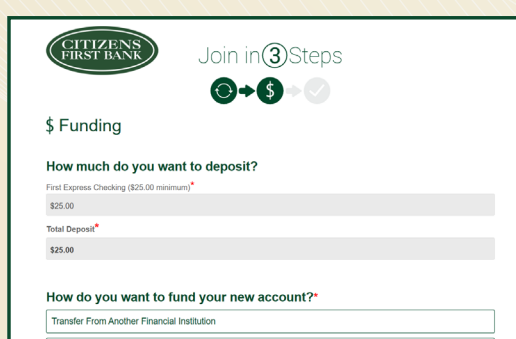 CITIZENS
FIRST BANK
Join in 3 Steps
$
$ Funding
How much do you want to deposit?
First Express Checking ($25.00 minimum)*
$25.00
Total Deposit*
$25.00
How do you want to fund your new account?*
Transfer From Another Financial Institution